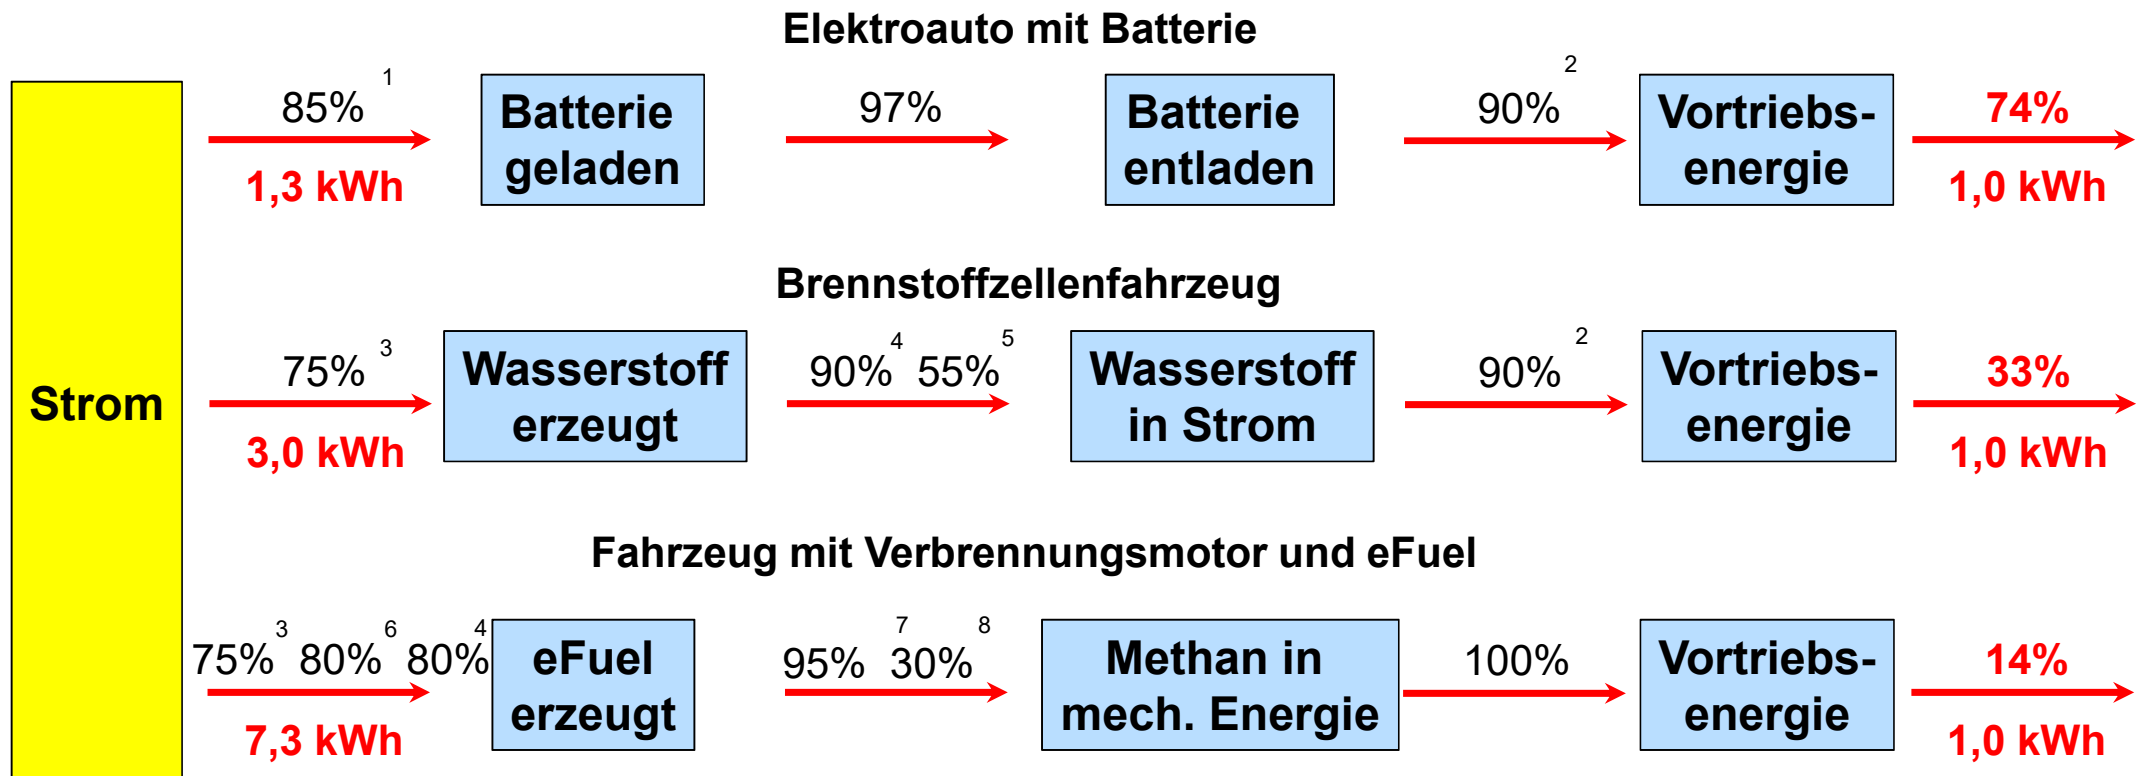 Elektroauto mit Batterie
Strom
85% 1
1,3 kWh
Batterie
geladen
97%
Batterie
entladen
90% 2
Vortriebs-
energie
74%
1,0 kWh
Brennstoffzellenfahrzeug
75% 3
3,0 kWh
Wasserstoff
erzeugt
90% 4 55% 5
Wasserstoff
in Strom
90% 2
Vortriebs-
energie
33%
1,0 kWh
Fahrzeug mit Verbrennungsmotor und eFuel
75% 3 80% 6 80% 4
7,3 kWh
eFuel
erzeugt
95% 7 30% 8
Methan in
mech. Energie
100%
Vortriebs-
energie
14%
1,0 kWh